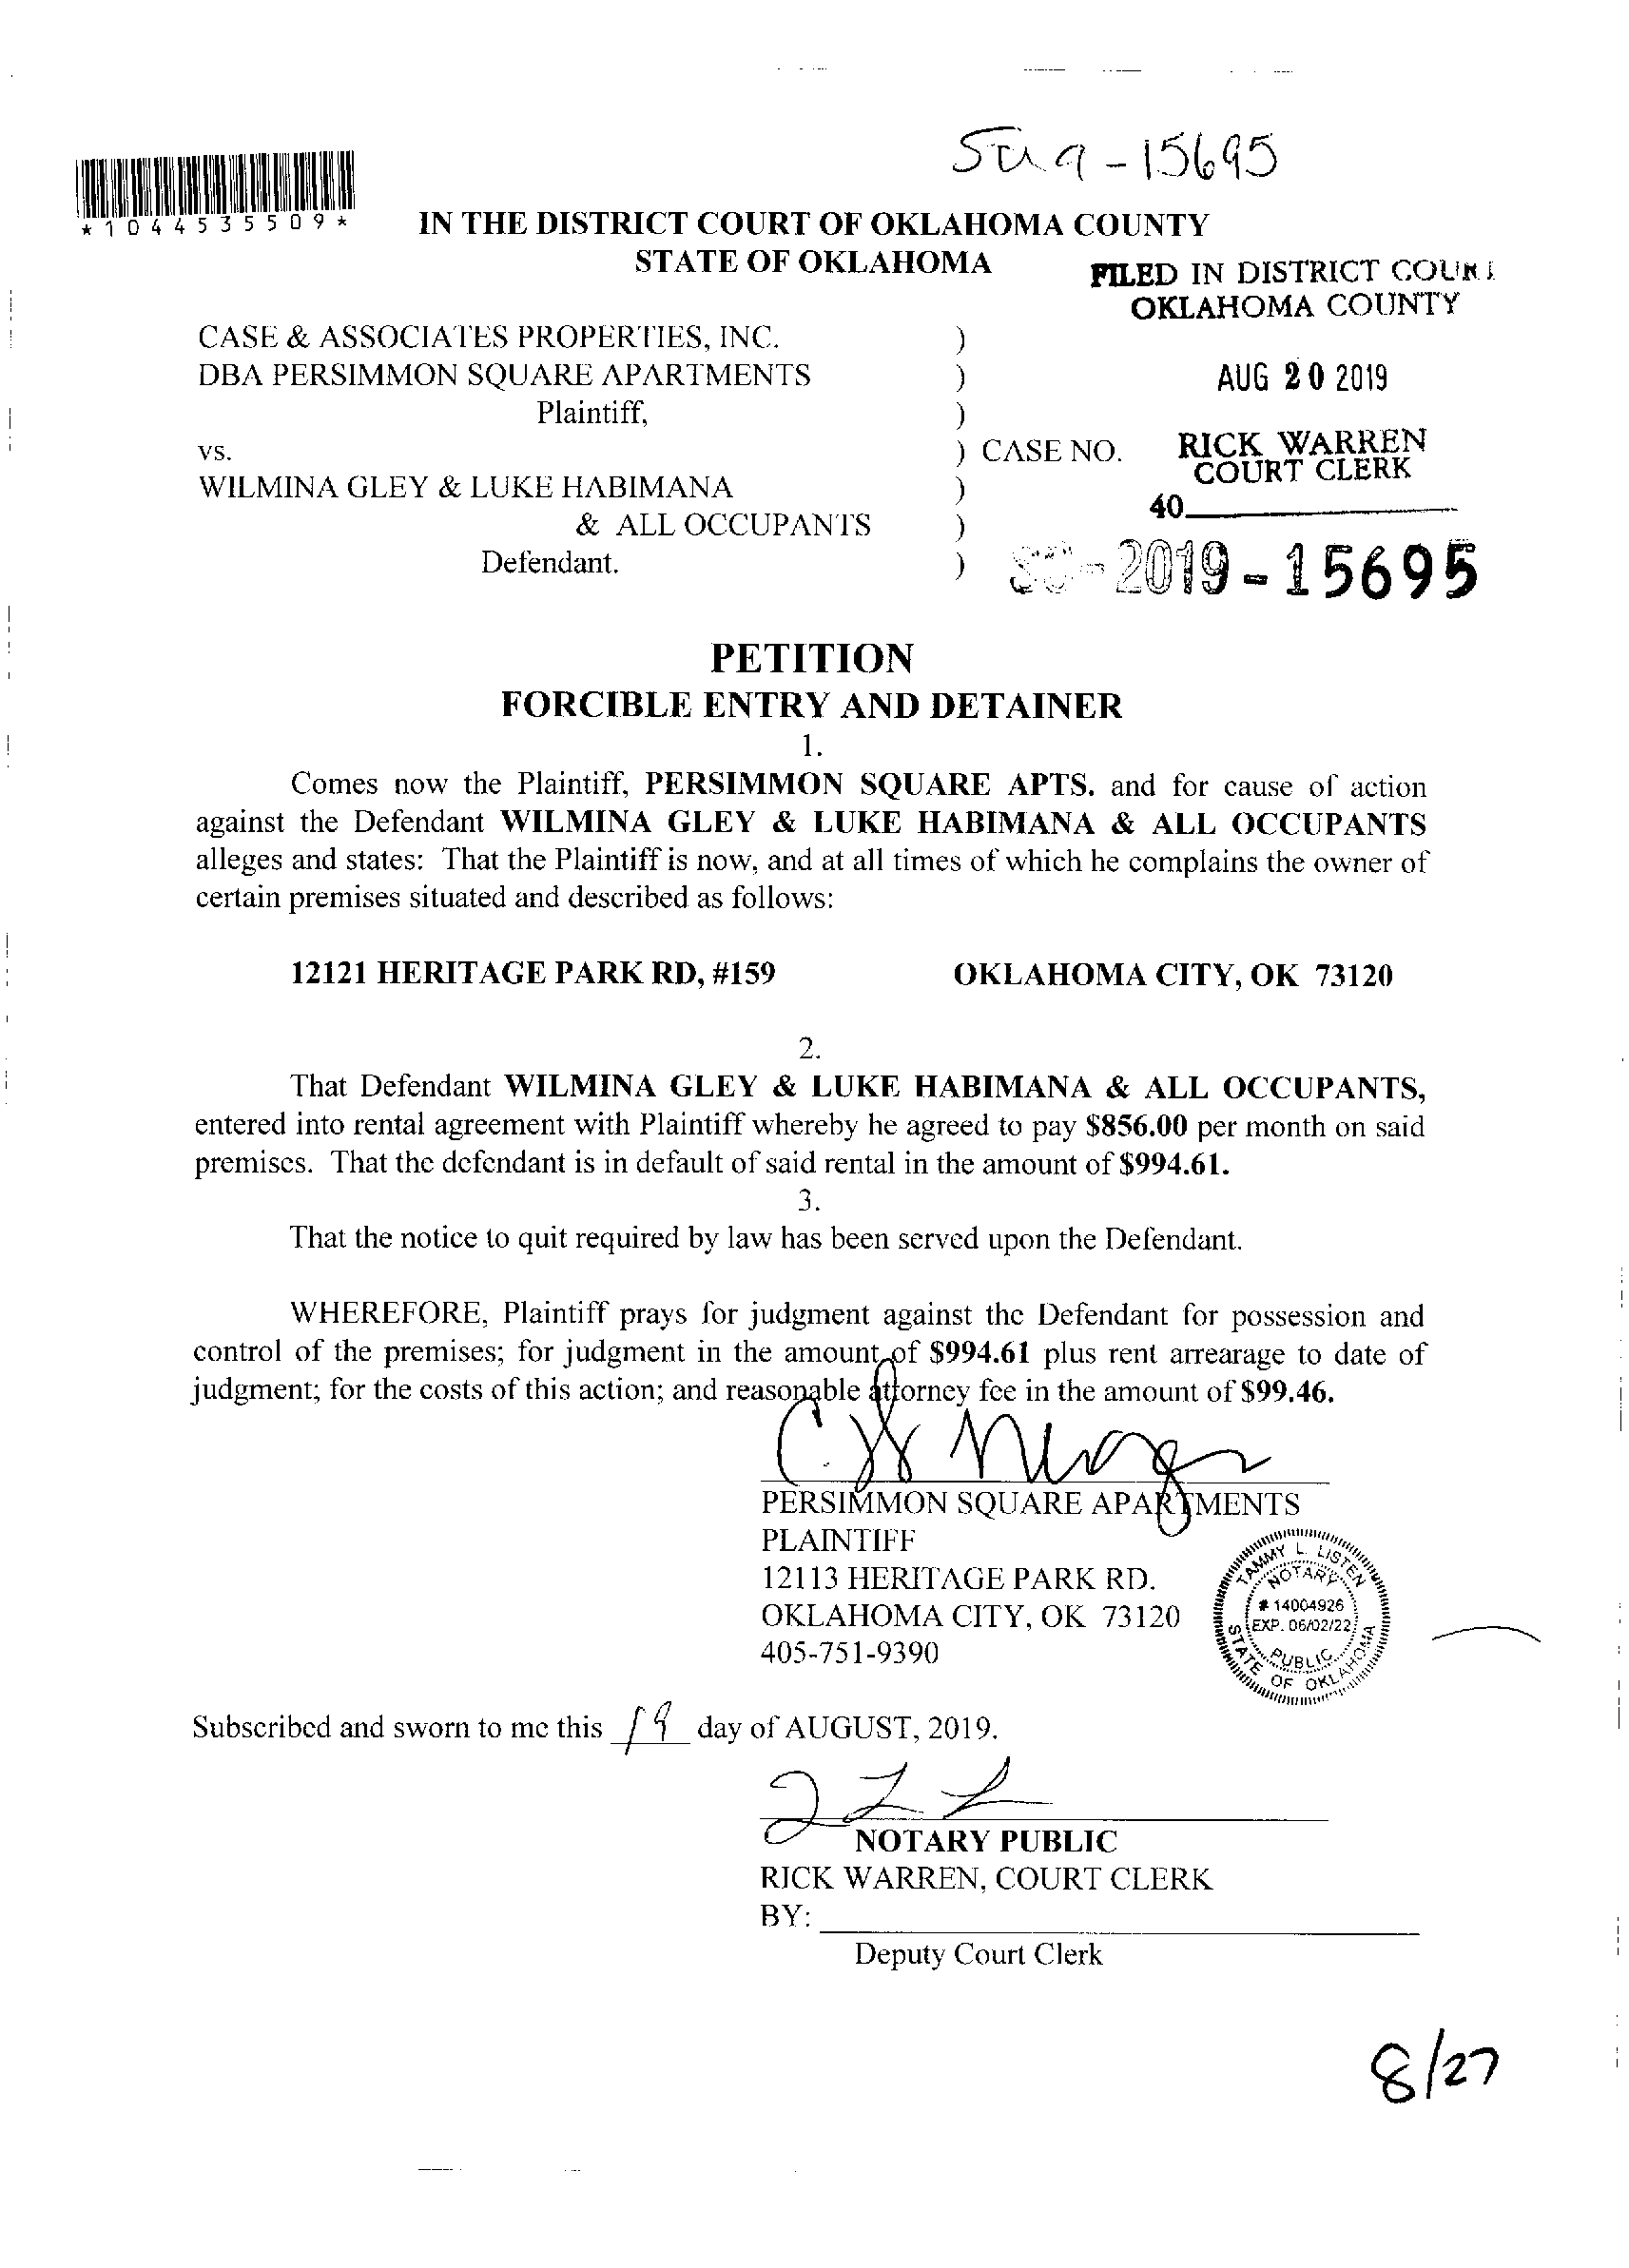 - 15695
*1044535509*
IN THE DISTRICT COURT OF OKLAHOMA COUNTY
STATE OF OKLAHOMA
FILED IN DISTRICT COURT
OKLAHOMA COUNTY
CASE & ASSOCIATES PROPERTIES, INC. )
DBA PERSIMMON SQUARE APARTMENTS )
AUG 20 2019
Plaintiff, )
vs. ) CASE NO.
RICK WARREN
COURT CLERK
WILMINA GLEY & LUKE HABIMANA )
40
& ALL OCCUPANTS )
Defendant. )
-2019-15695
PETITION
FORCIBLE ENTRY AND DETAINER
1.
Comes now the Plaintiff, PERSIMMON SQUARE APTS. and for cause of action
against the Defendant WILMINA GLEY & LUKE HABIMANA & ALL OCCUPANTS
alleges and states: That the Plaintiff is now, and at all times of which he complains the owner of
certain premises situated and described as follows:
12121 HERITAGE PARK RD, #159 OKLAHOMA CITY, OK 73120
2.
That Defendant WILMINA GLEY & LUKE HABIMANA & ALL OCCUPANTS,
entered into rental agreement with Plaintiff whereby he agreed to pay $856.00 per month on said
premises. That the defendant is in default of said rental in the amount of $994.61.
3.
That the notice to quit required by law has been served upon the Defendant.
WHEREFORE, Plaintiff prays for judgment against the Defendant for possession and
control of the premises; for judgment in the amount of $994.61 plus rent arrearage to date of
judgment; for the costs of this action; and reasonable attorney fee in the amount of $99.46.
PERSIMMON SQUARE APARTMENTS
PLAINTIFF
12113 HERITAGE PARK RD.
OKLAHOMA CITY, OK 73120
405-751-9390
TAMMY L. LISTEN
NOTARY
# 14004926
EXP. 06/02/22
PUBLIC
STATE OF OKLAHOMA
Subscribed and sworn to me this 19 day of AUGUST, 2019.
NOTARY PUBLIC
RICK WARREN, COURT CLERK
BY:
Deputy Court Clerk
8/27